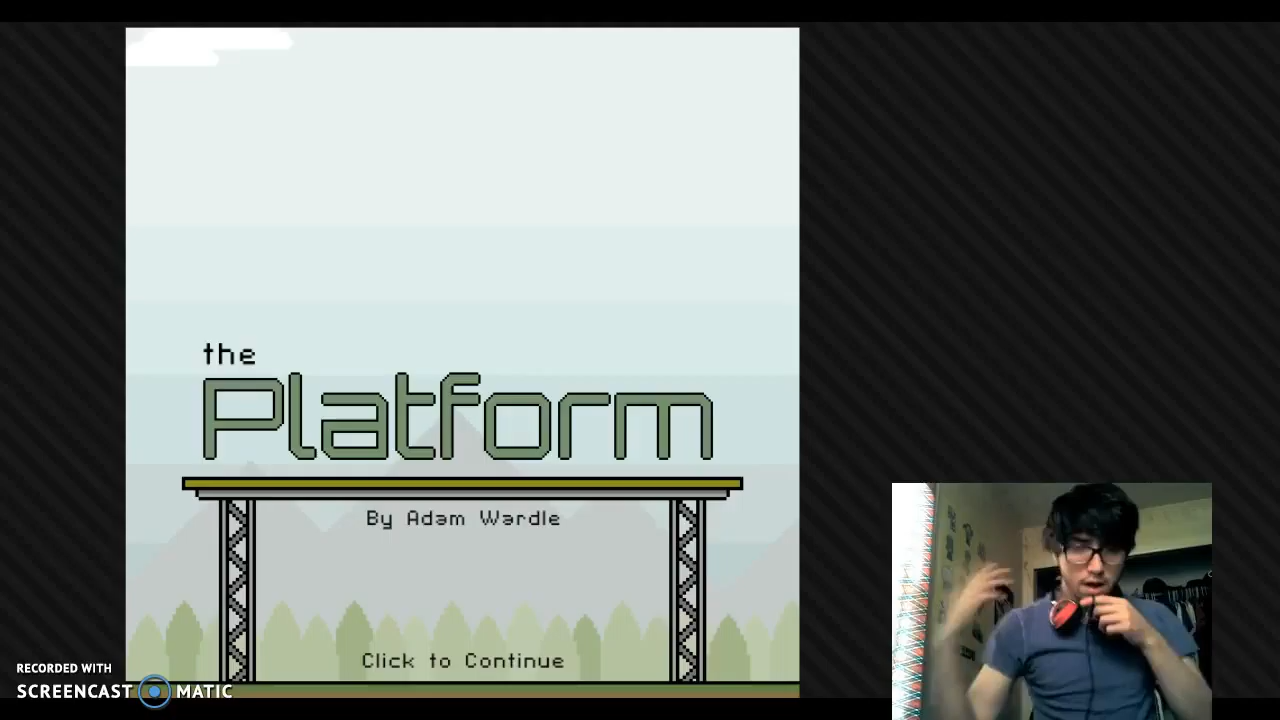 the
Platform
By Adam Wardle
Click to Continue
RECORDED WITH
SCREENCAST MATIC